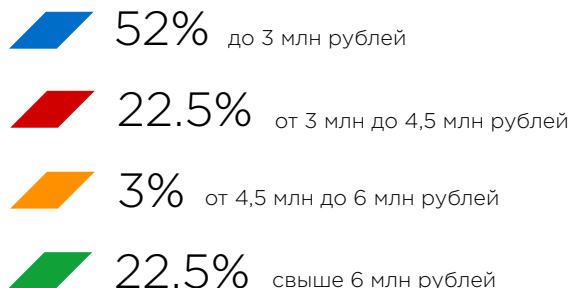 52% до 3 млн рублей
22.5% от 3 млн до 4,5 млн рублей
3% от 4,5 млн до 6 млн рублей
22.5% свыше 6 млн рублей